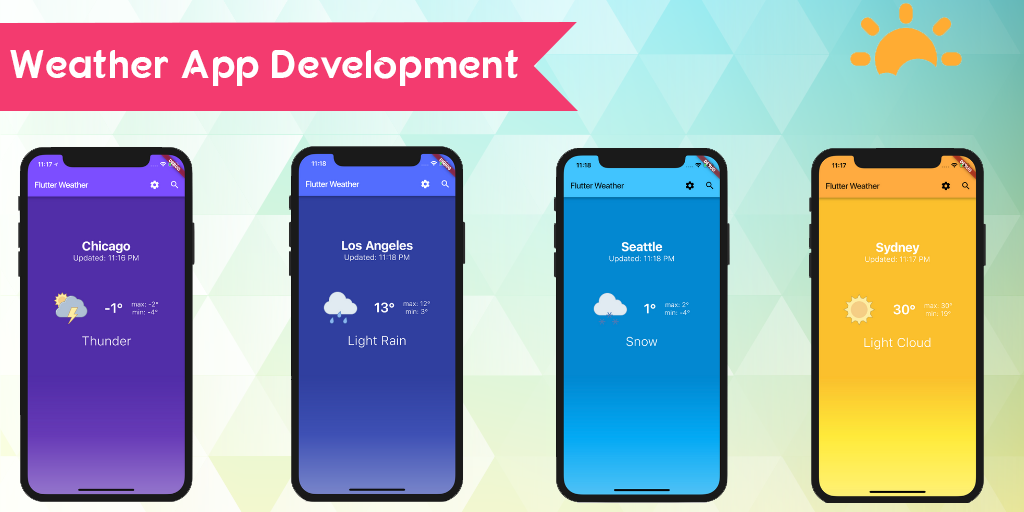 Weather App Development
11:17
Flutter Weather
Chicago
Updated: 11:16 PM
-1°
max: -2°
min: -4°
Thunder
11:18
Flutter Weather
Los Angeles
Updated: 11:18 PM
13°
max: 12°
min: 3°
Light Rain
11:18
Flutter Weather
Seattle
Updated: 11:18 PM
1°
max: 2°
min: -4°
Snow
11:17
Flutter Weather
Sydney
Updated: 11:17 PM
30°
max: 30°
min: 19°
Light Cloud